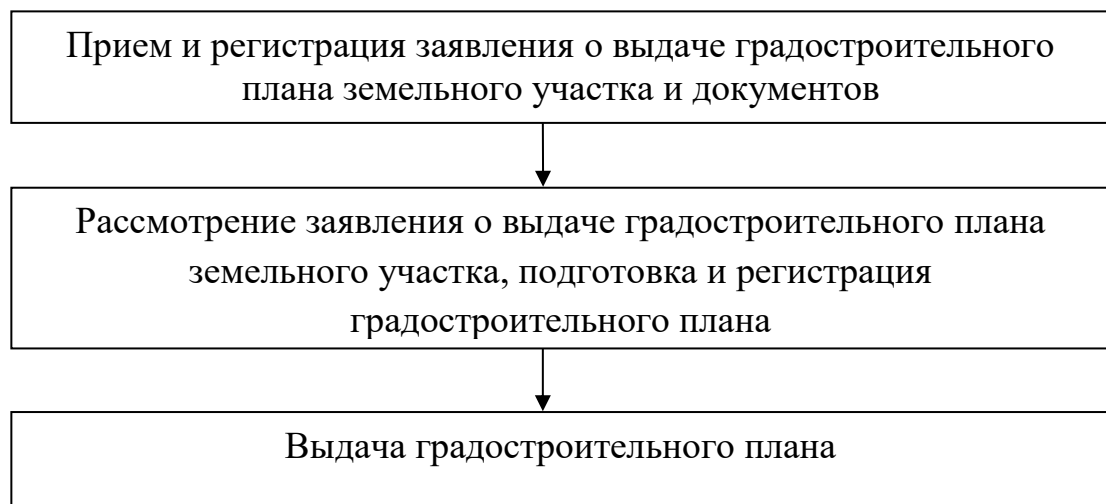 Прием и регистрация заявления о выдаче градостроительного
плана земельного участка и документов
Рассмотрение заявления о выдаче градостроительного плана
земельного участка, подготовка и регистрация
градостроительного плана
Выдача градостроительного плана